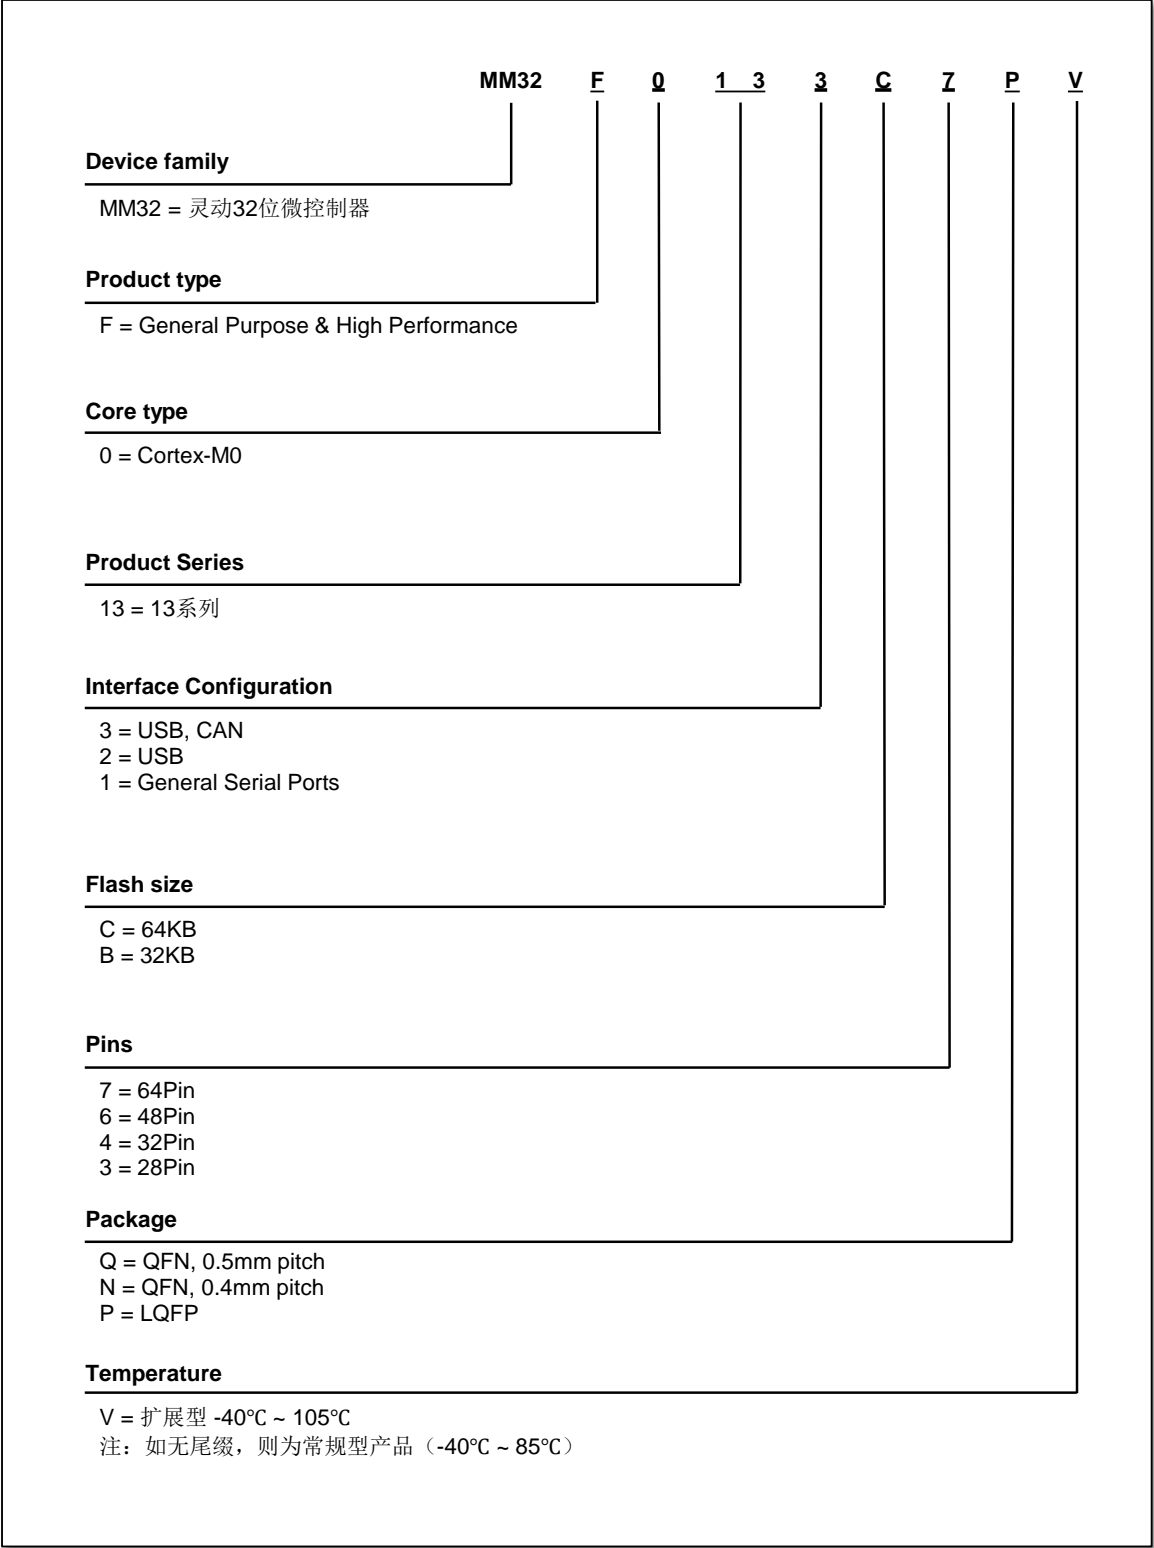 MM32 F 0 1 3 3 C 7 P V
Device family
MM32 = 灵动32位微控制器
Product type
F = General Purpose & High Performance
Core type
0 = Cortex-M0
Product Series
13 = 13系列
Interface Configuration
3 = USB, CAN
2 = USB
1 = General Serial Ports
Flash size
C = 64KB
B = 32KB
Pins
7 = 64Pin
6 = 48Pin
4 = 32Pin
3 = 28Pin
Package
Q = QFN, 0.5mm pitch
N = QFN, 0.4mm pitch
P = LQFP
Temperature
V = 扩展型 -40℃ ~ 105℃
注：如无尾缀，则为常规型产品（-40℃ ~ 85℃）